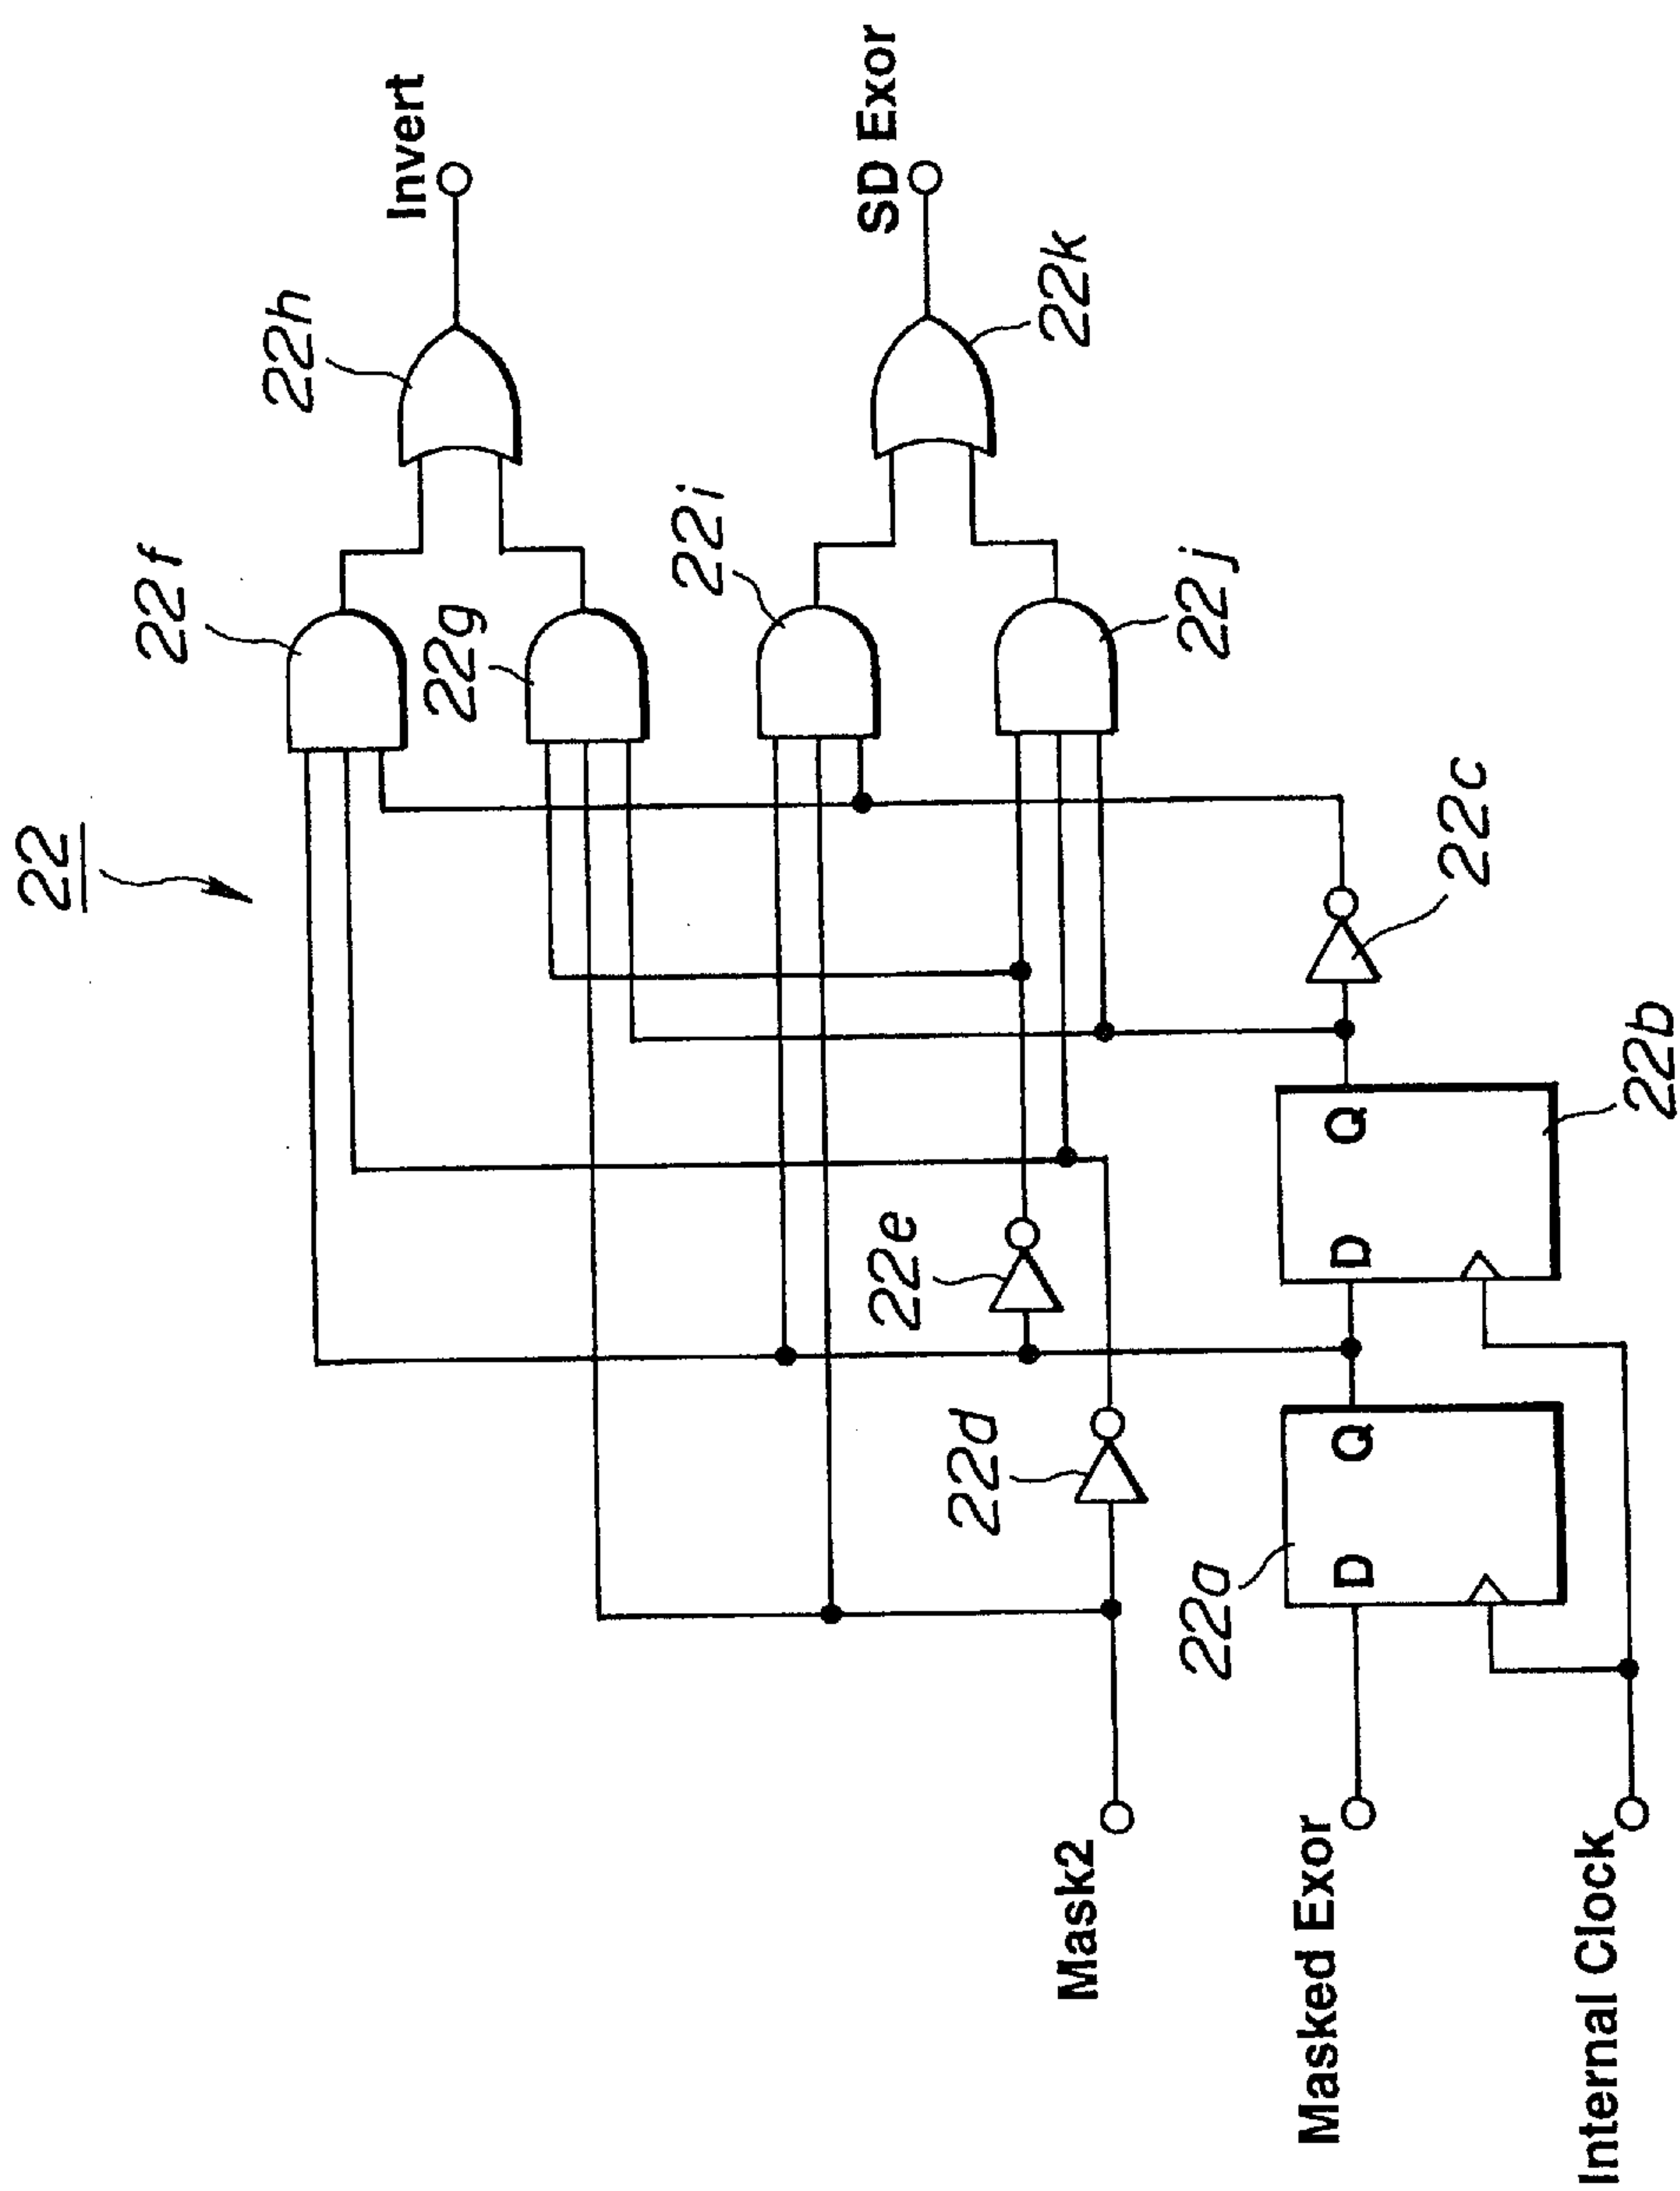 22
22f
22h
Invert
22g
22i
SD Exor
22k
22j
22e
22c
22d
Mask2
22a
D
Q
D
Q
22b
Masked Exor
Internal Clock